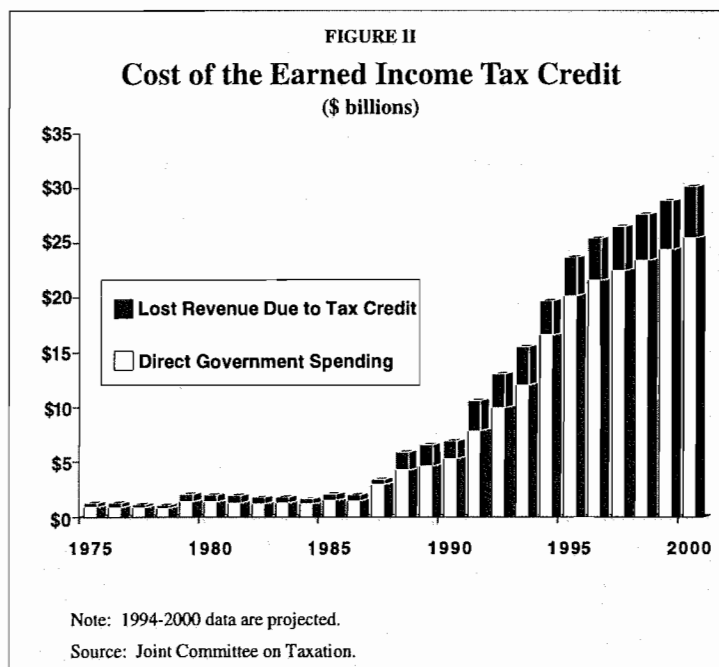 FIGURE II
Cost of the Earned Income Tax Credit
($ billions)
$35
$30
$25
$20
$15
$10
$5
$0
Lost Revenue Due to Tax Credit
Direct Government Spending
1975 1980 1985 1990 1995 2000
Note: 1994-2000 data are projected.
Source: Joint Committee on Taxation.